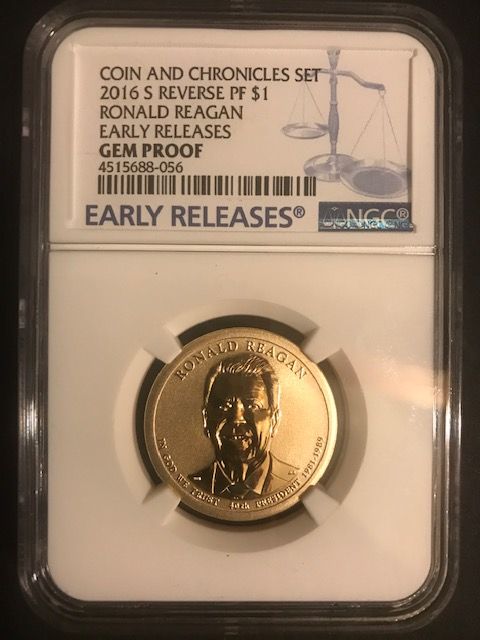 COIN AND CHRONICLES SET
2016 S REVERSE PF $1
RONALD REAGAN
EARLY RELEASES
GEM PROOF
4515688-056
EARLY RELEASES®
NGC®
RONALD REAGAN
IN GOD WE TRUST 40th PRESIDENT 1981-1989